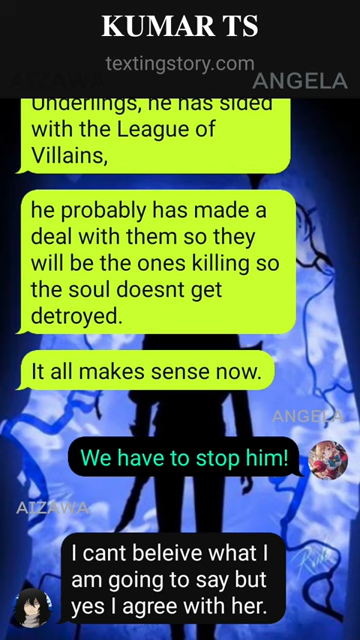 KUMAR TS
textingstory.com
AIZAWA
ANGELA
Underlings, he has sided
with the League of
Villains,
he probably has made a
deal with them so they
will be the ones killing so
the soul doesnt get
detroyed.
It all makes sense now.
ANGELA
We have to stop him!
AIZAWA
I cant beleive what I
am going to say but
yes I agree with her.